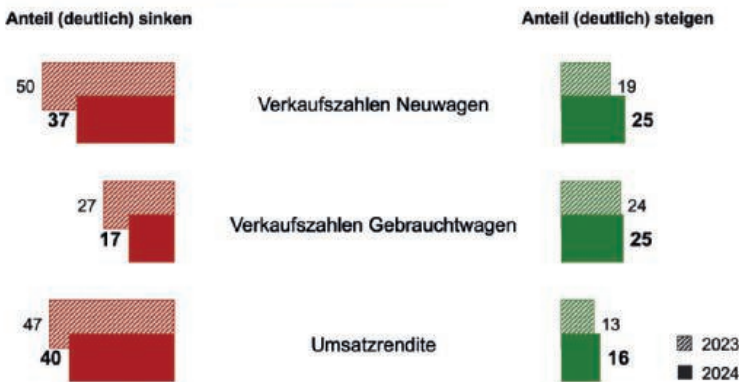 Anteil (deutlich) sinken
Anteil (deutlich) steigen
50
37
Verkaufszahlen Neuwagen
19
25
27
17
Verkaufszahlen Gebrauchtwagen
24
25
47
40
Umsatzrendite
13
16
2023
2024